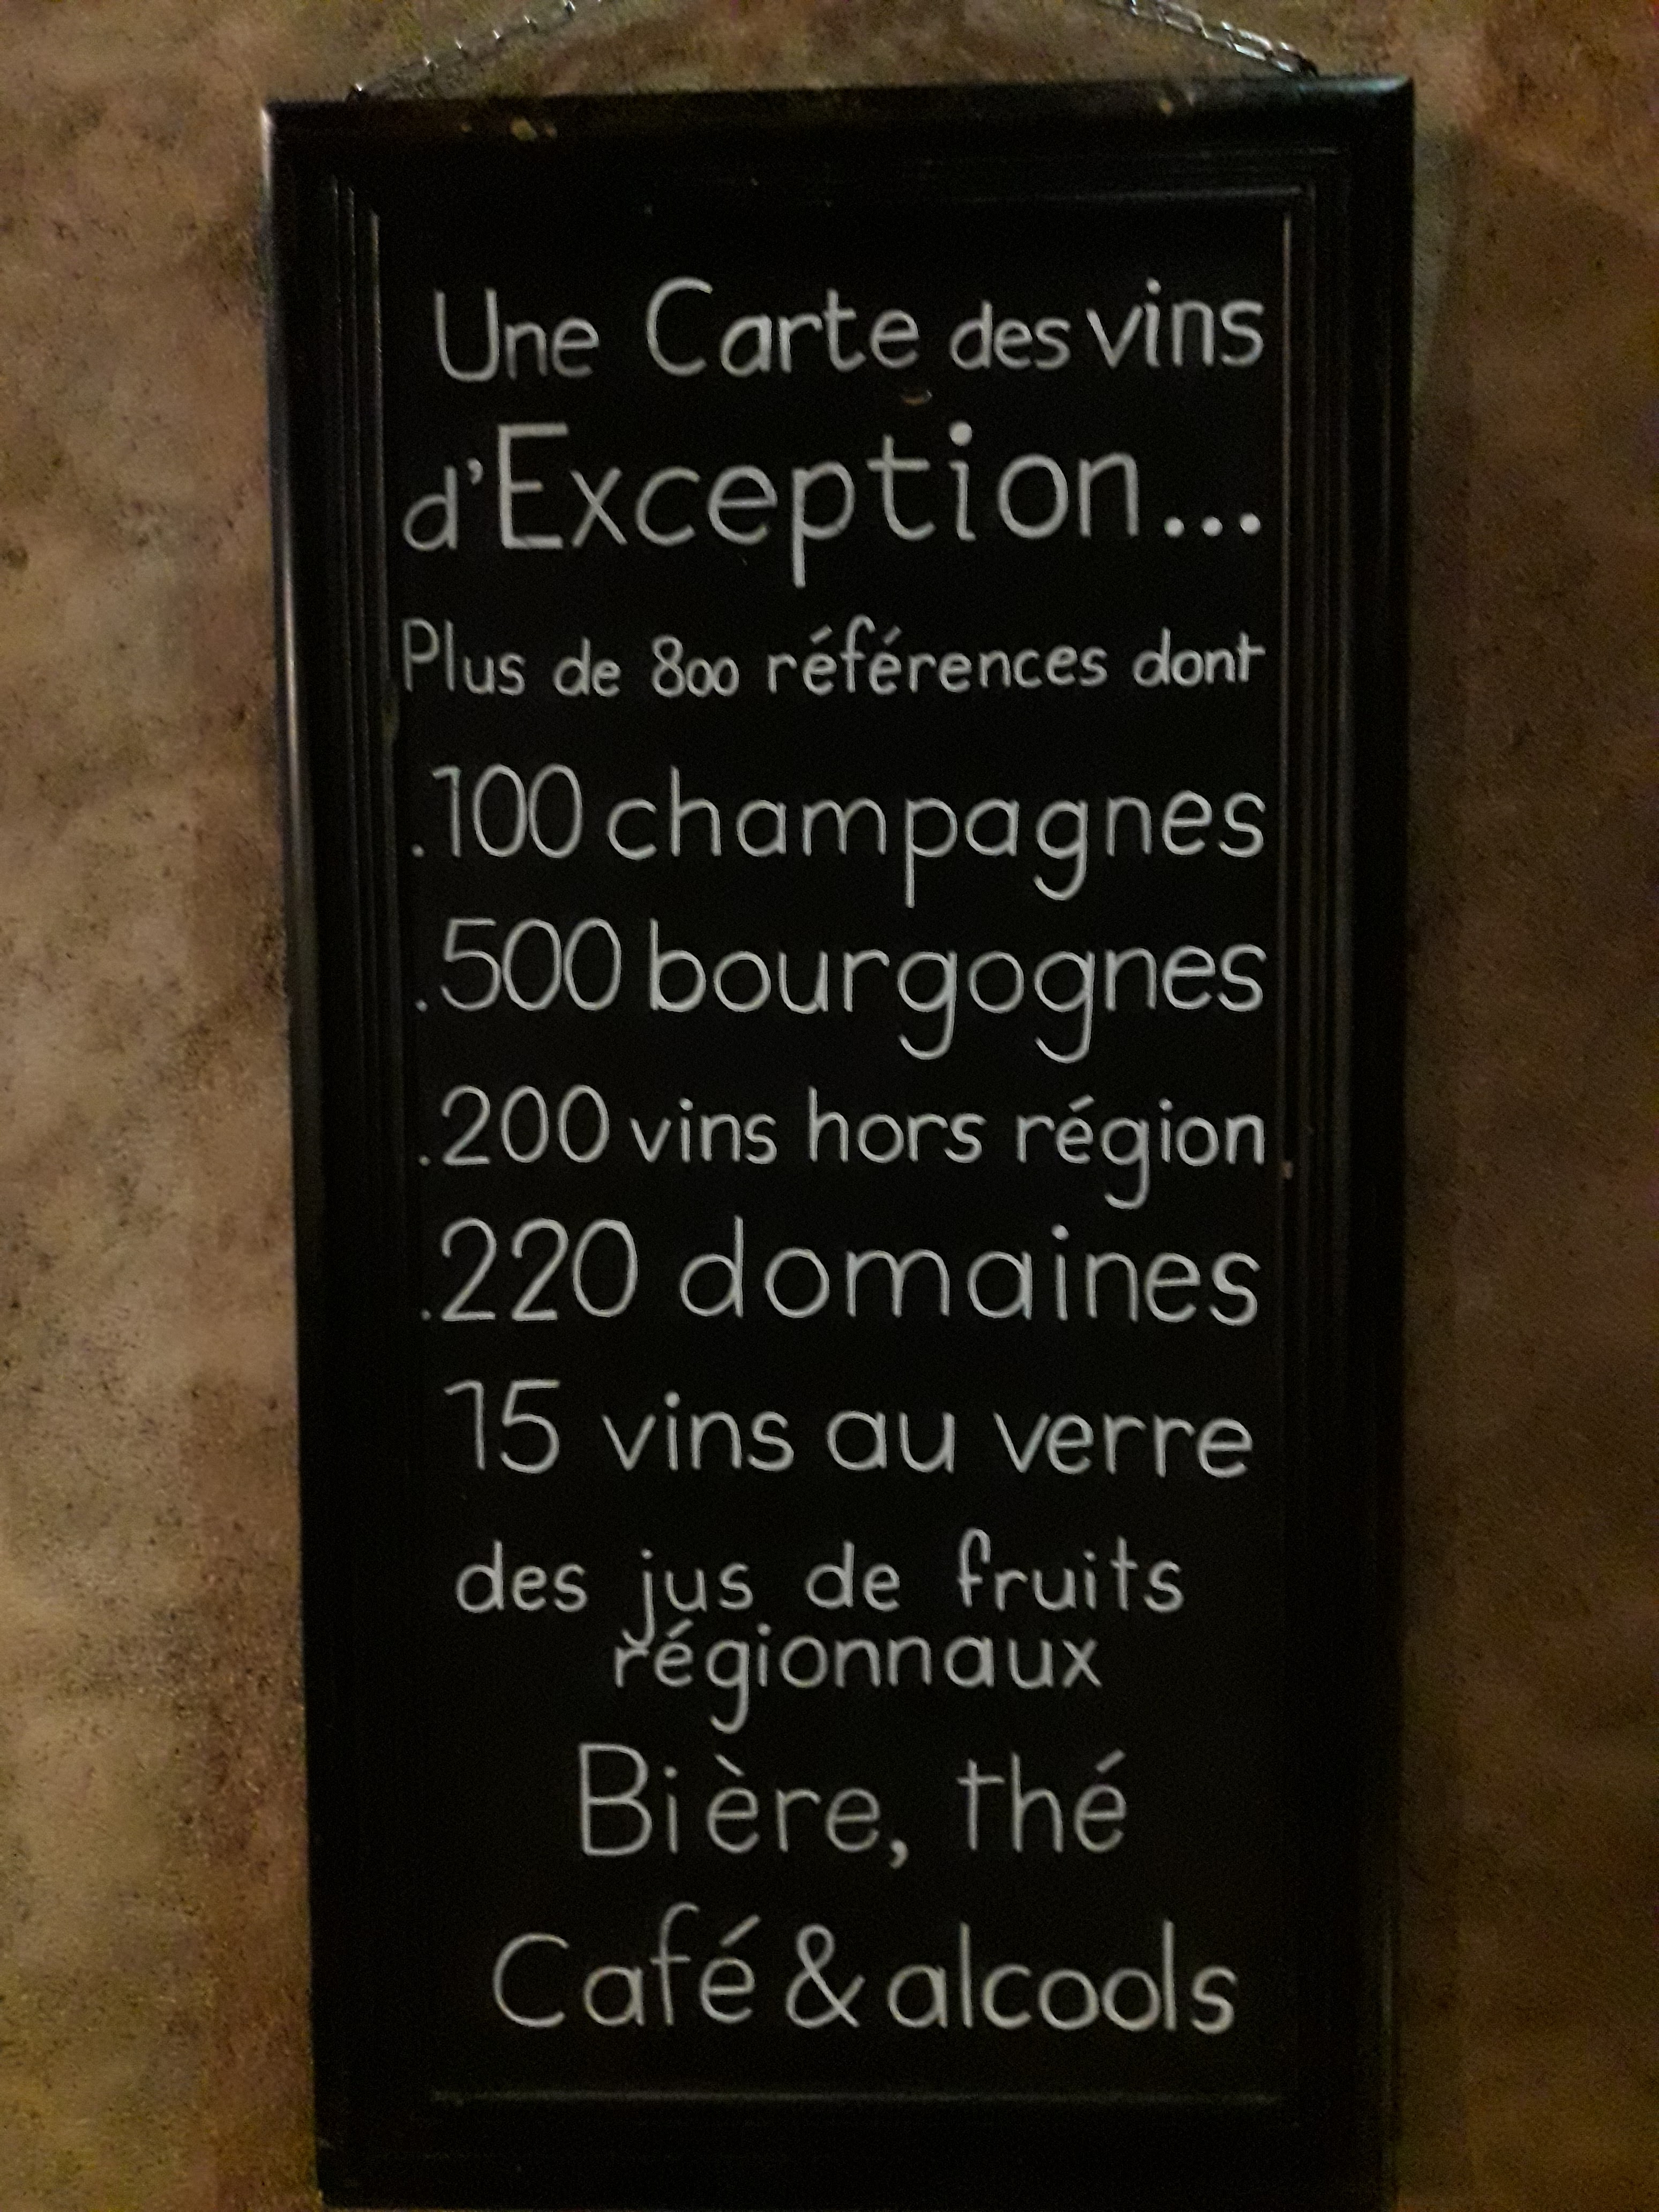 Une Carte des vins
d'Exception...
Plus de 800 références dont
.100 champagnes
.500 bourgognes
.200 vins hors région
.220 domaines
15 vins au verre
des jus de fruits
régionnaux
Bière, thé
Café & alcools